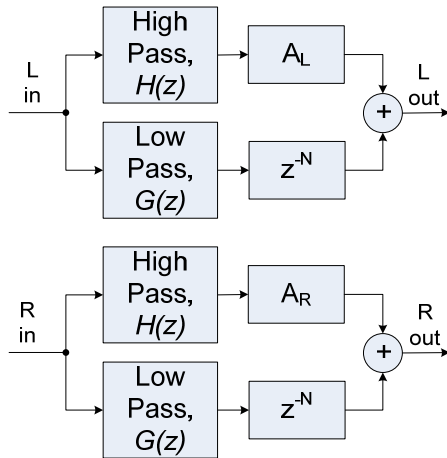 L
in
High
Pass,
H(z)
A_L
Low
Pass,
G(z)
z^-N
+
L
out
R
in
High
Pass,
H(z)
A_R
Low
Pass,
G(z)
z^-N
+
R
out